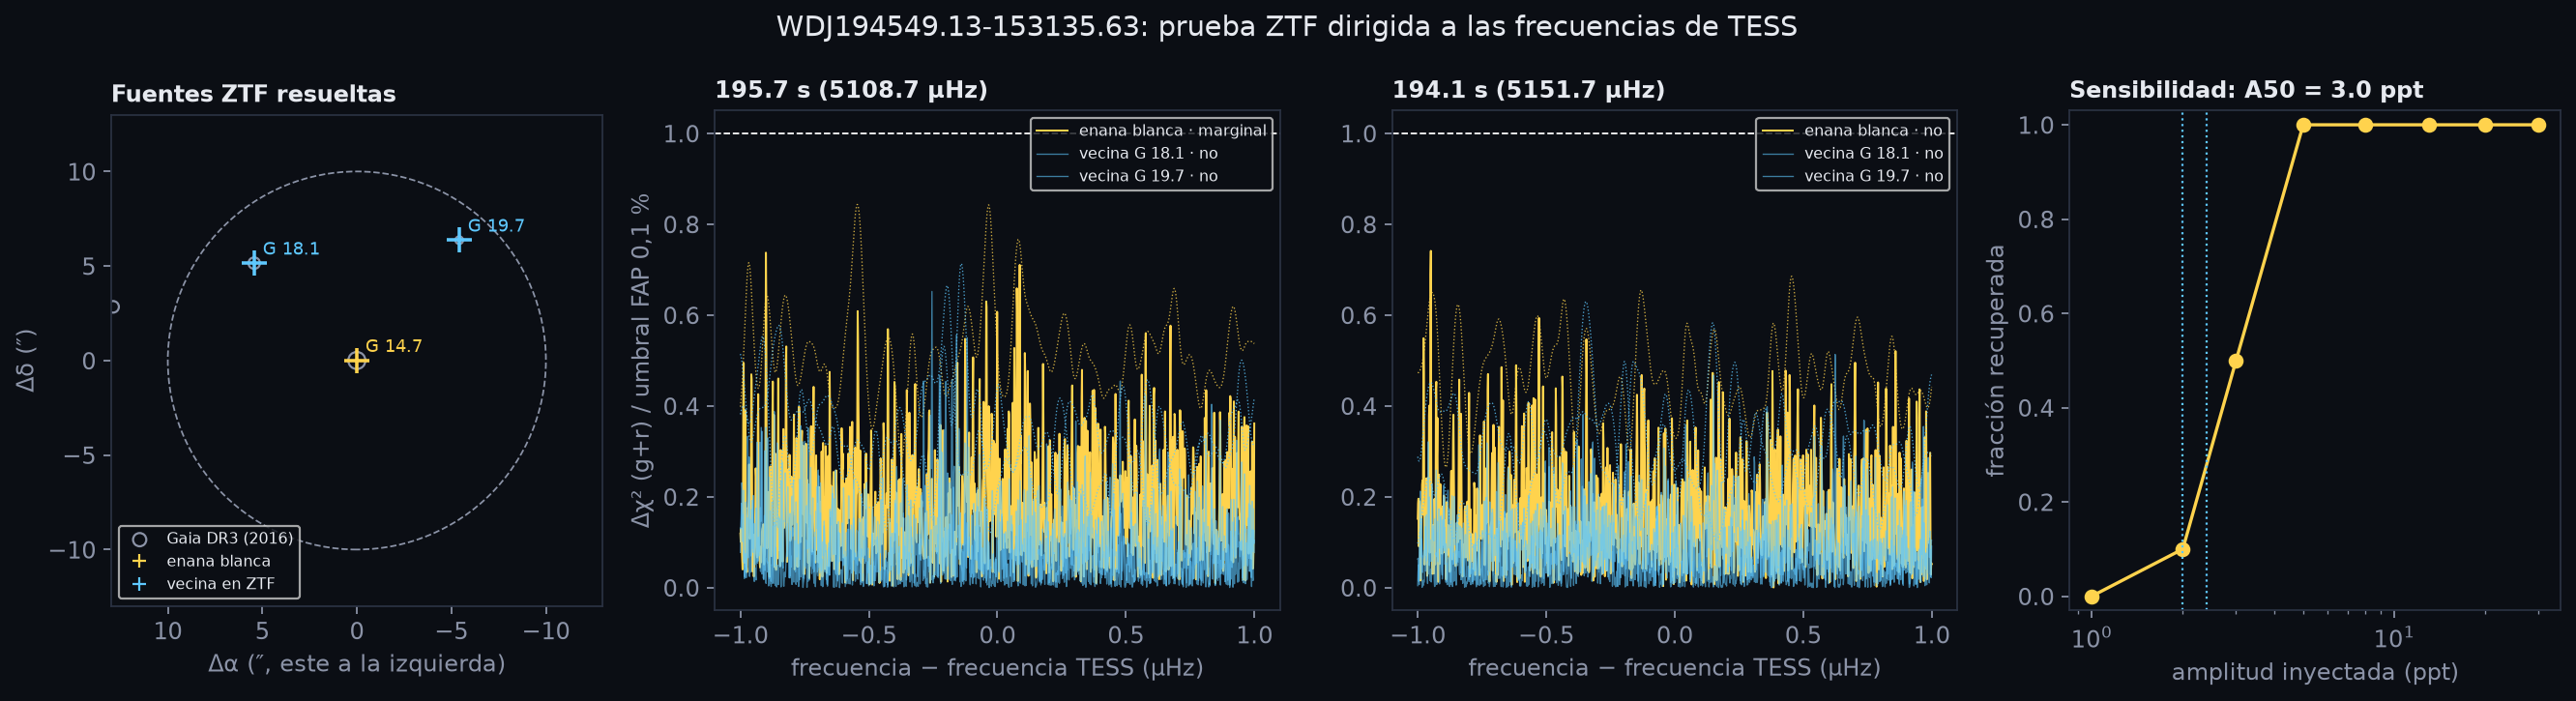 WDJ194549.13-153135.63: prueba ZTF dirigida a las frecuencias de TESS
Fuentes ZTF resueltas
10
5
0
−5
−10
Δδ (″)
G 18.1
G 19.7
G 14.7
Gaia DR3 (2016)
enana blanca
vecina en ZTF
10
5
0
−5
−10
Δα (″, este a la izquierda)
195.7 s (5108.7 µHz)
1.0
0.8
0.6
0.4
0.2
0.0
Δχ² (g+r) / umbral FAP 0,1 %
enana blanca · marginal
vecina G 18.1 · no
vecina G 19.7 · no
−1.0
−0.5
0.0
0.5
1.0
frecuencia − frecuencia TESS (µHz)
194.1 s (5151.7 µHz)
1.0
0.8
0.6
0.4
0.2
0.0
enana blanca · no
vecina G 18.1 · no
vecina G 19.7 · no
−1.0
−0.5
0.0
0.5
1.0
frecuencia − frecuencia TESS (µHz)
Sensibilidad: A50 = 3.0 ppt
1.0
0.8
0.6
0.4
0.2
0.0
fracción recuperada
10⁰
10¹
amplitud inyectada (ppt)